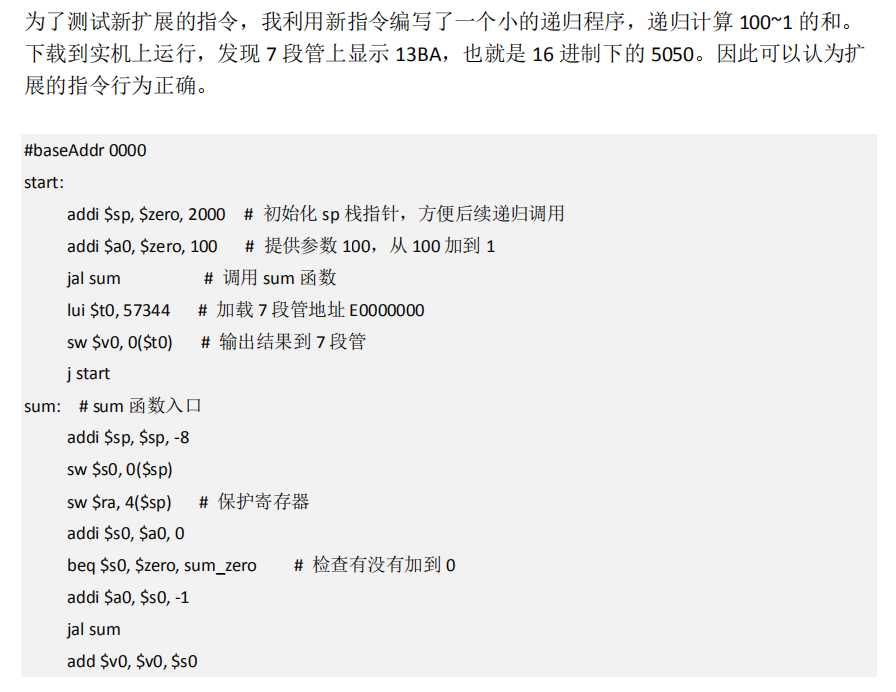 为了测试新扩展的指令，我利用新指令编写了一个小的递归程序，递归计算 100~1 的和。
下载到实机上运行，发现 7 段管上显示 13BA，也就是 16 进制下的 5050。因此可以认为扩
展的指令行为正确。
#baseAddr 0000
start:
addi $sp, $zero, 2000 # 初始化 sp 栈指针，方便后续递归调用
addi $a0, $zero, 100 # 提供参数 100，从 100 加到 1
jal sum # 调用 sum 函数
lui $t0, 57344 # 加载 7 段管地址 E0000000
sw $v0, 0($t0) # 输出结果到 7 段管
j start
sum: # sum 函数入口
addi $sp, $sp, -8
sw $s0, 0($sp)
sw $ra, 4($sp) # 保护寄存器
addi $s0, $a0, 0
beq $s0, $zero, sum_zero # 检查有没有加到 0
addi $a0, $s0, -1
jal sum
add $v0, $v0, $s0